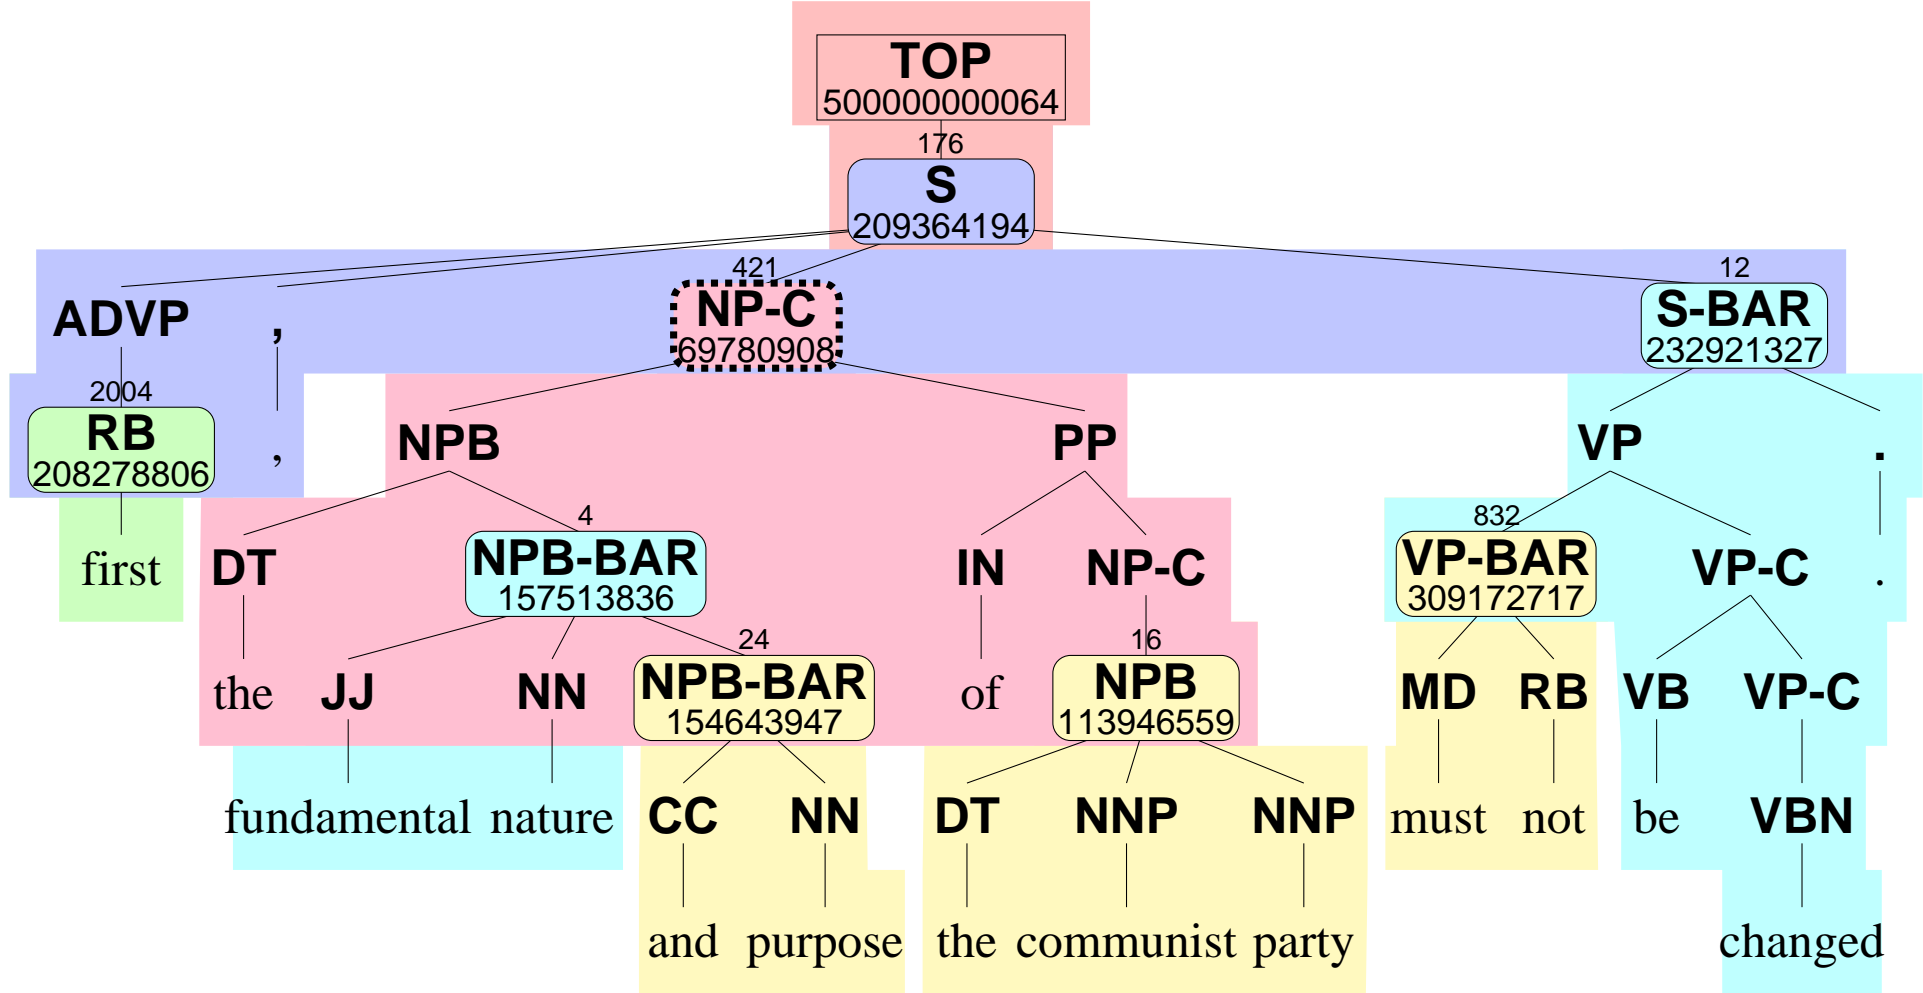 TOP
500000000064
176
S
209364194
421 12
ADVP , NP-C S-BAR
69780908 232921327
2004
RB , NPB PP VP .
208278806
4 832
first DT NPB-BAR IN NP-C VP-BAR VP-C .
157513836 309172717
24 16
the JJ NN NPB-BAR of NPB MD RB VB VP-C
154643947 113946559
fundamental nature CC NN DT NNP NNP must not be VBN
and purpose the communist party changed